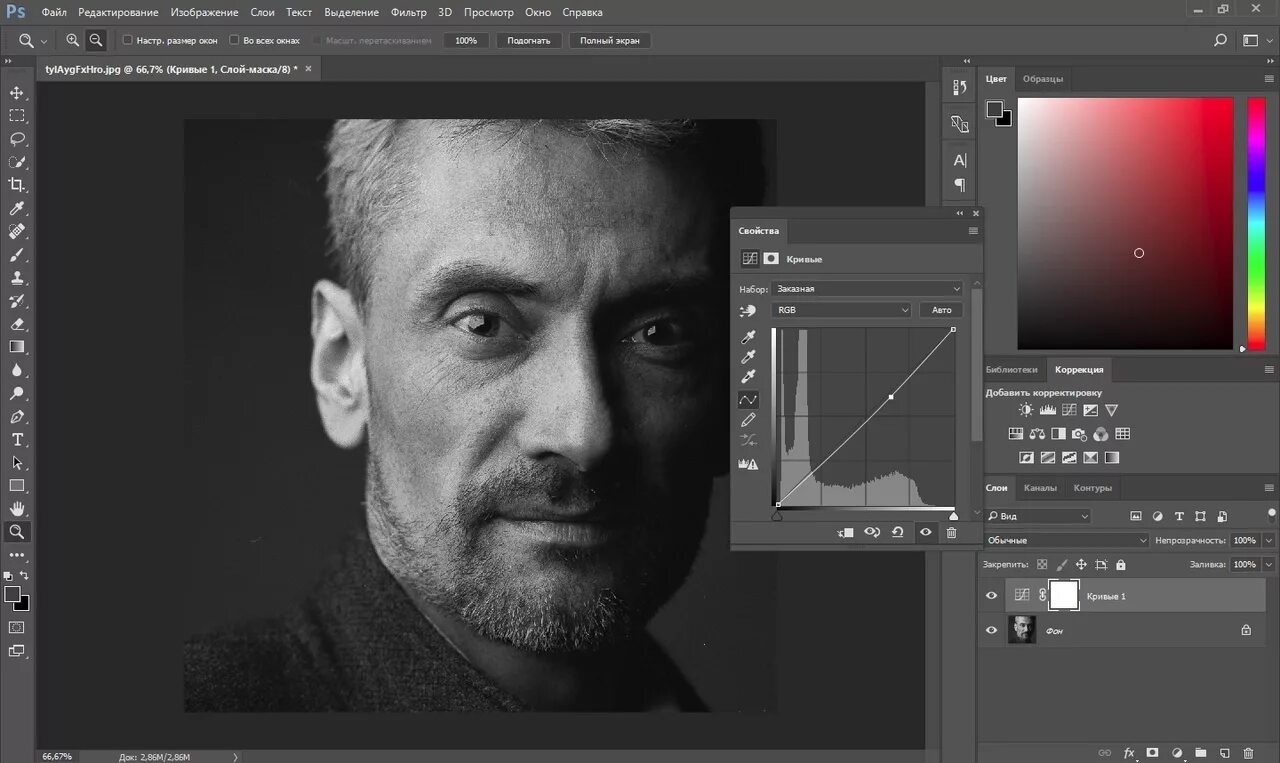 Ps Файл Редактирование Изображение Слои Текст Выделение Фильтр 3D Просмотр Окно Справка
Настр. размер окон Во всех окнах Масшт. перетаскиванием 100% Подогнать Полный экран
tylAygFxHro.jpg @ 66,7% (Кривые 1, Слой-маска/8) *
Цвет Образцы
Свойства
Кривые
Набор: Заказная
RGB Авто
Библиотеки Коррекция
Добавить корректировку
Слои Каналы Контуры
Вид
Обычные Непрозрачность: 100%
Закрепить: Заливка: 100%
Кривые 1
Фон
fx
66,67% Док: 2,86M/2,86M